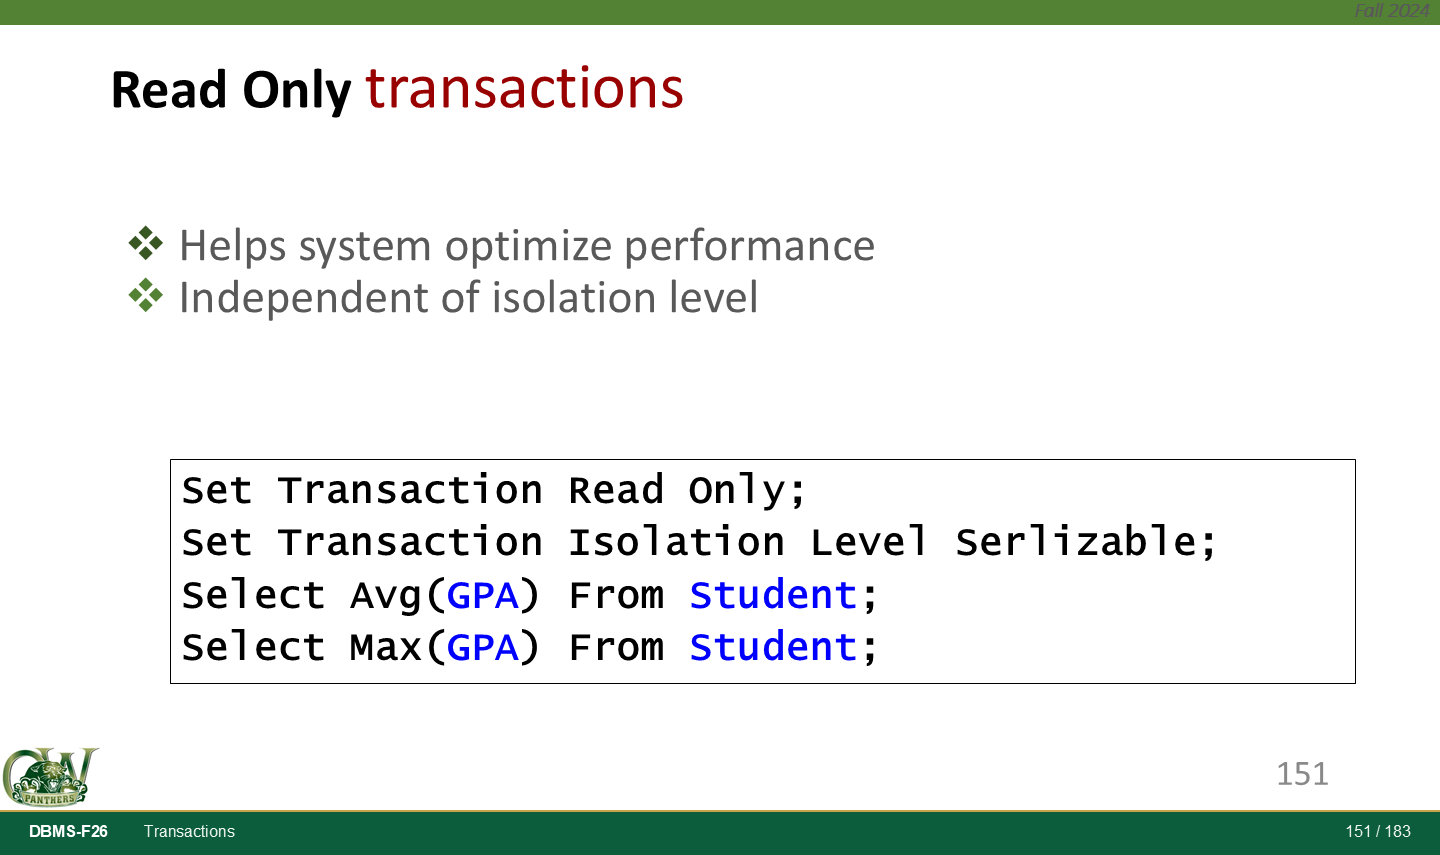 Fall 2024
Read Only transactions
Helps system optimize performance
Independent of isolation level
Set Transaction Read Only;
Set Transaction Isolation Level Serlizable;
Select Avg(GPA) From Student;
Select Max(GPA) From Student;
OW
PANTHERS
151
DBMS-F26 Transactions 151 / 183